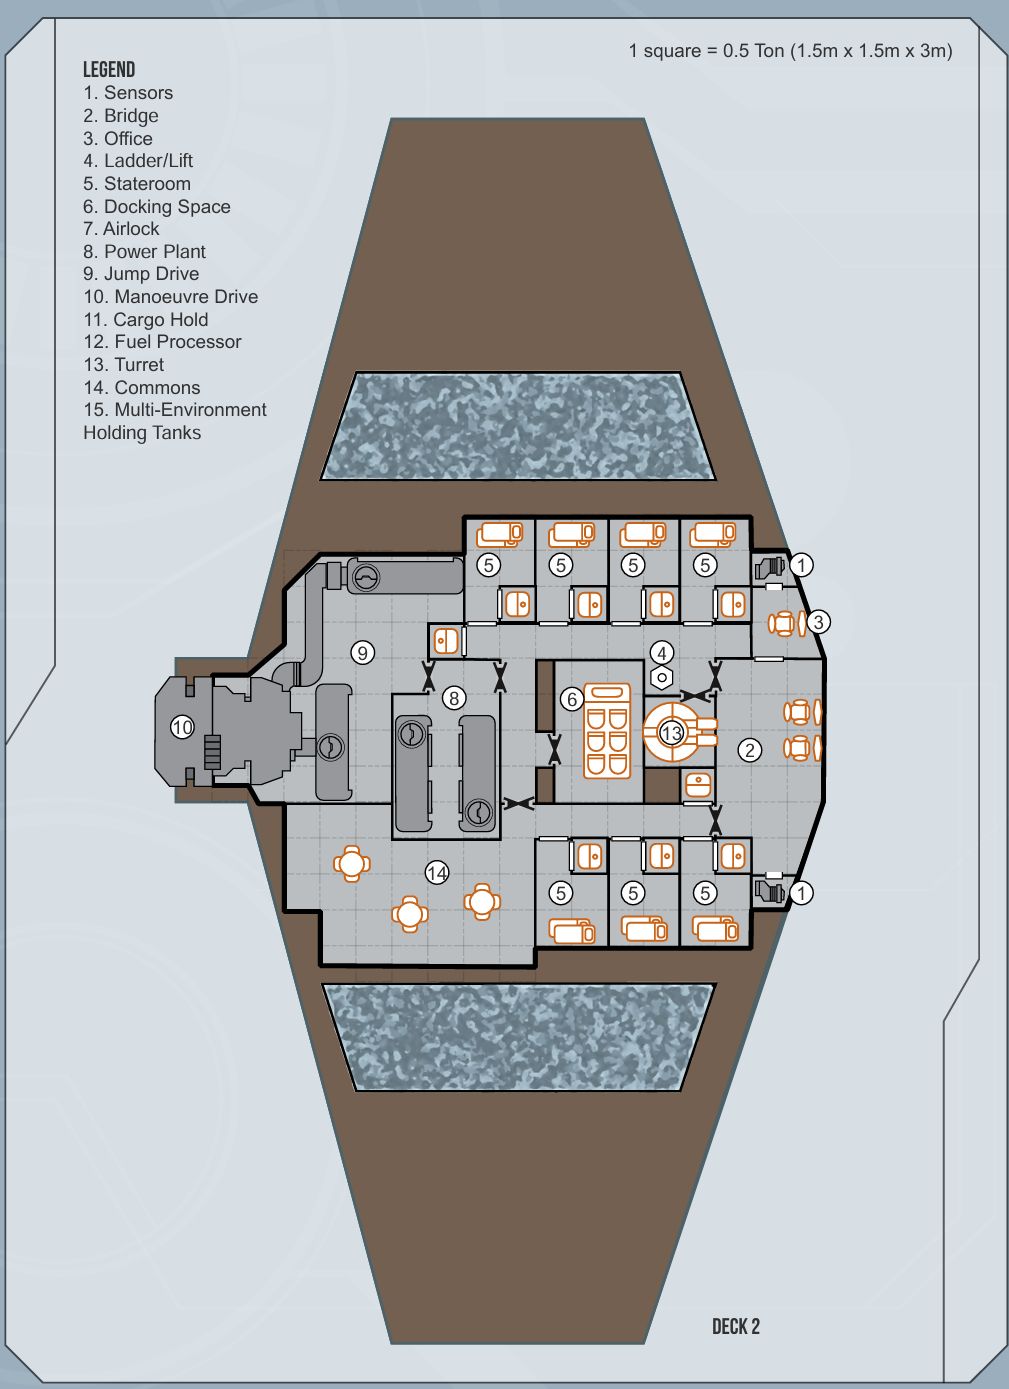 1 square = 0.5 Ton (1.5m x 1.5m x 3m)
LEGEND
1. Sensors
2. Bridge
3. Office
4. Ladder/Lift
5. Stateroom
6. Docking Space
7. Airlock
8. Power Plant
9. Jump Drive
10. Manoeuvre Drive
11. Cargo Hold
12. Fuel Processor
13. Turret
14. Commons
15. Multi-Environment
Holding Tanks
5
5
5
5
1
3
9
4
8
6
10
13
2
14
5
5
5
1
DECK 2